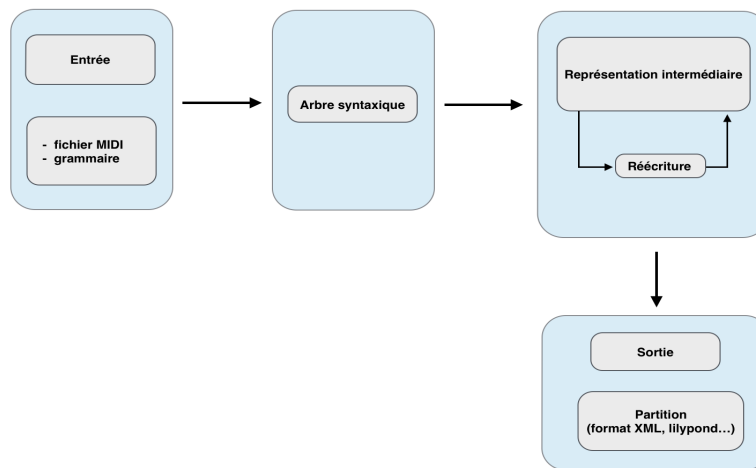 Entrée
- fichier MIDI
- grammaire
Arbre syntaxique
Représentation intermédiaire
Réécriture
Sortie
Partition
(format XML, lilypond...)